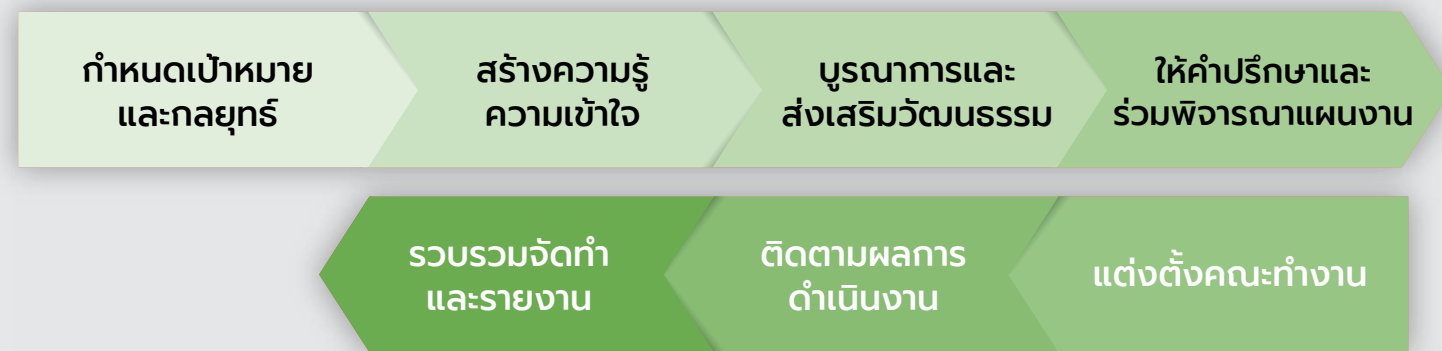 กำหนดเป้าหมาย
และกลยุทธ์
สร้างความรู้
ความเข้าใจ
บูรณาการและ
ส่งเสริมวัฒนธรรม
ให้คำปรึกษาและ
ร่วมพิจารณาแผนงาน
แต่งตั้งคณะทำงาน
ติดตามผลการ
ดำเนินงาน
รวบรวมจัดทำ
และรายงาน